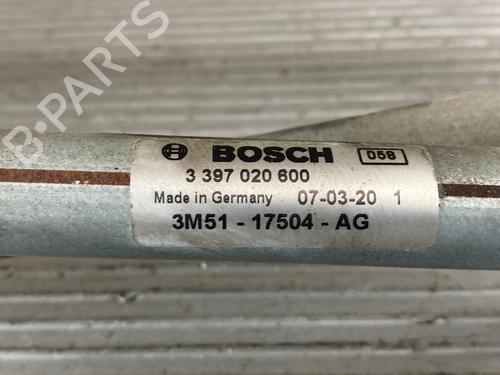 B-PARTS
BOSCH 058
3 397 020 600
Made in Germany 07-03-20 1
3M51 - 17504 - AG